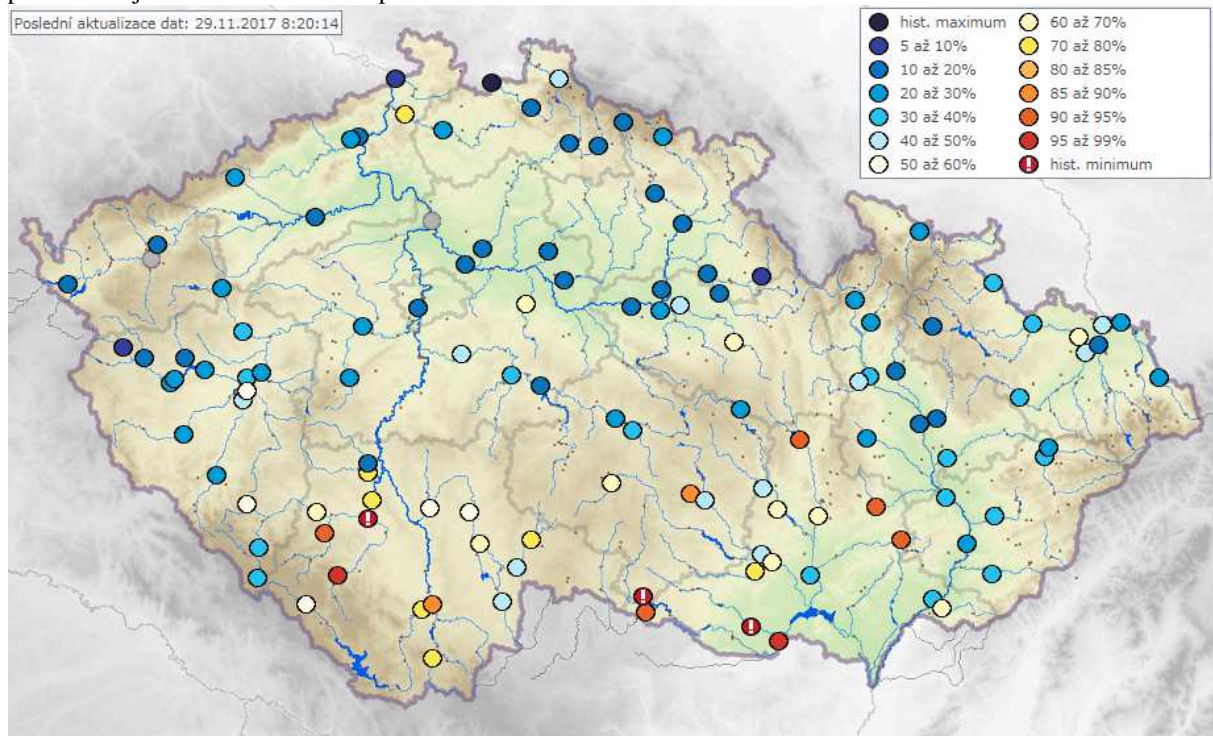 Poslední aktualizace dat: 29.11.2017 8:20:14
hist. maximum
5 až 10%
10 až 20%
20 až 30%
30 až 40%
40 až 50%
50 až 60%
60 až 70%
70 až 80%
80 až 85%
85 až 90%
90 až 95%
95 až 99%
hist. minimum